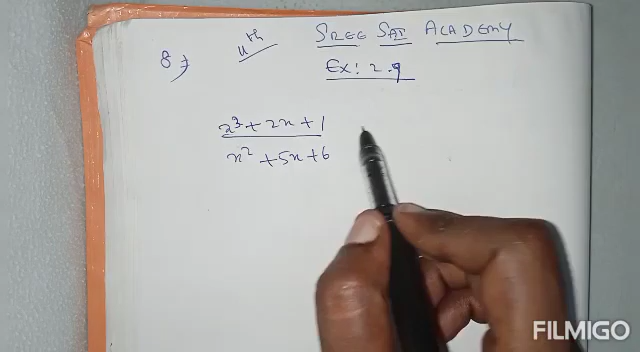 SREE SAI ACADEMY
8) 11th
Ex: 2.9
x³ + 2x + 1
x² + 5x + 6
FILMIGO